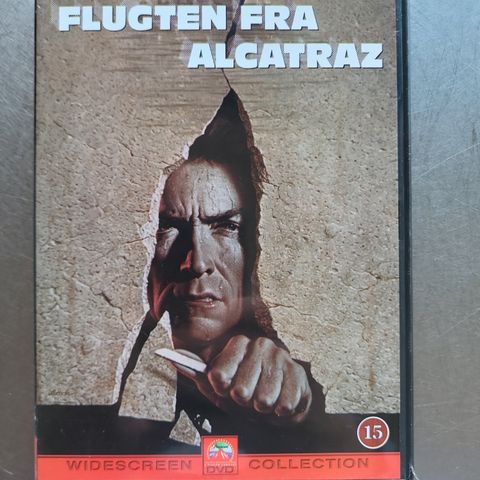 FLUGTEN FRA
ALCATRAZ
15
WIDESCREEN DVD COLLECTION